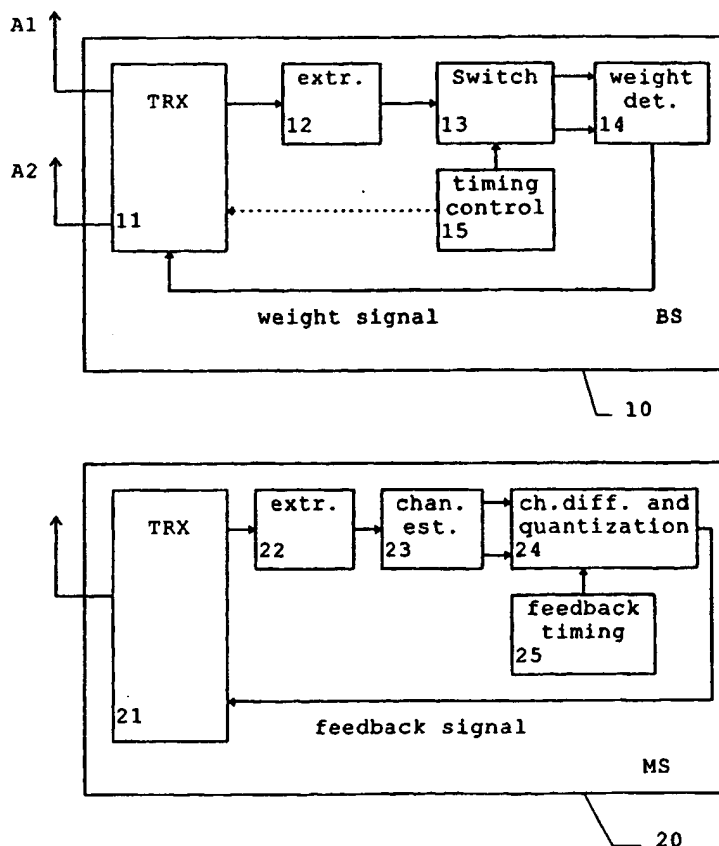 A1
TRX
extr.
12
Switch
13
weight
det.
14
A2
11
timing
control
15
weight signal
BS
10
TRX
extr.
22
chan.
est.
23
ch.diff. and
quantization
24
feedback
timing
25
21
feedback signal
MS
20